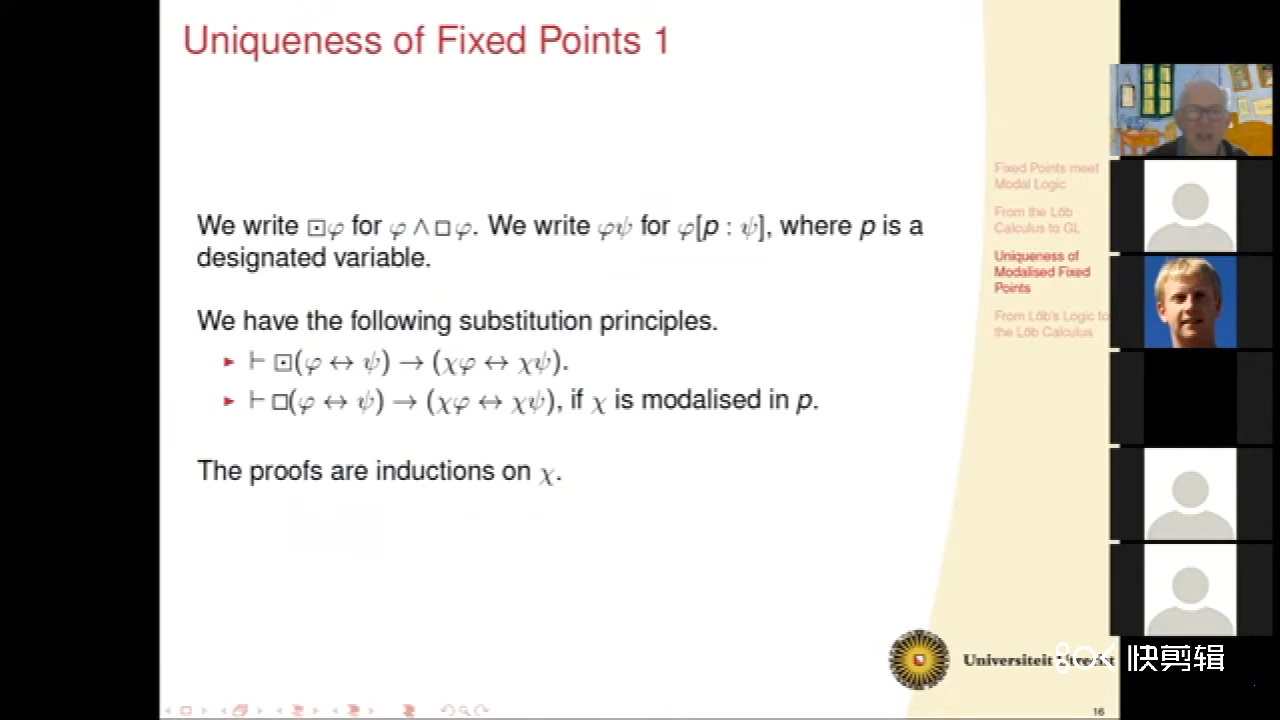 Uniqueness of Fixed Points 1
We write ⊡φ for φ ∧ □φ. We write φψ for φ[p : ψ], where p is a
designated variable.
We have the following substitution principles.
▶ ⊢ ⊡(φ ↔ ψ) → (χφ ↔ χψ).
▶ ⊢ □(φ ↔ ψ) → (χφ ↔ χψ), if χ is modalised in p.
The proofs are inductions on χ.
Fixed Points meet
Modal Logic
From the Löb
Calculus to GL
Uniqueness of
Modalised Fixed
Points
From Löb's Logic to
the Löb Calculus
Universiteit Utrecht
快剪辑
16